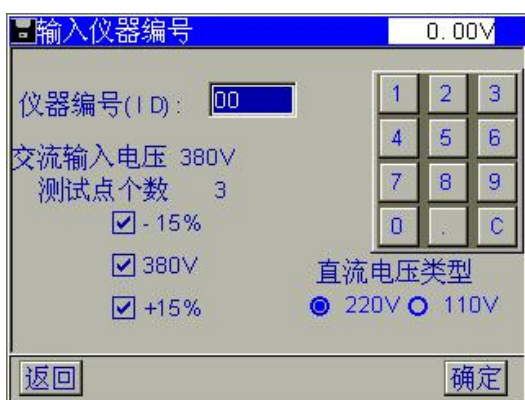 输入仪器编号 0.00V
仪器编号(ID): 00
1 2 3
4 5 6
7 8 9
0 . C
交流输入电压 380V
测试点个数 3
-15%
380V
+15%
直流电压类型
220V 110V
返回 确定